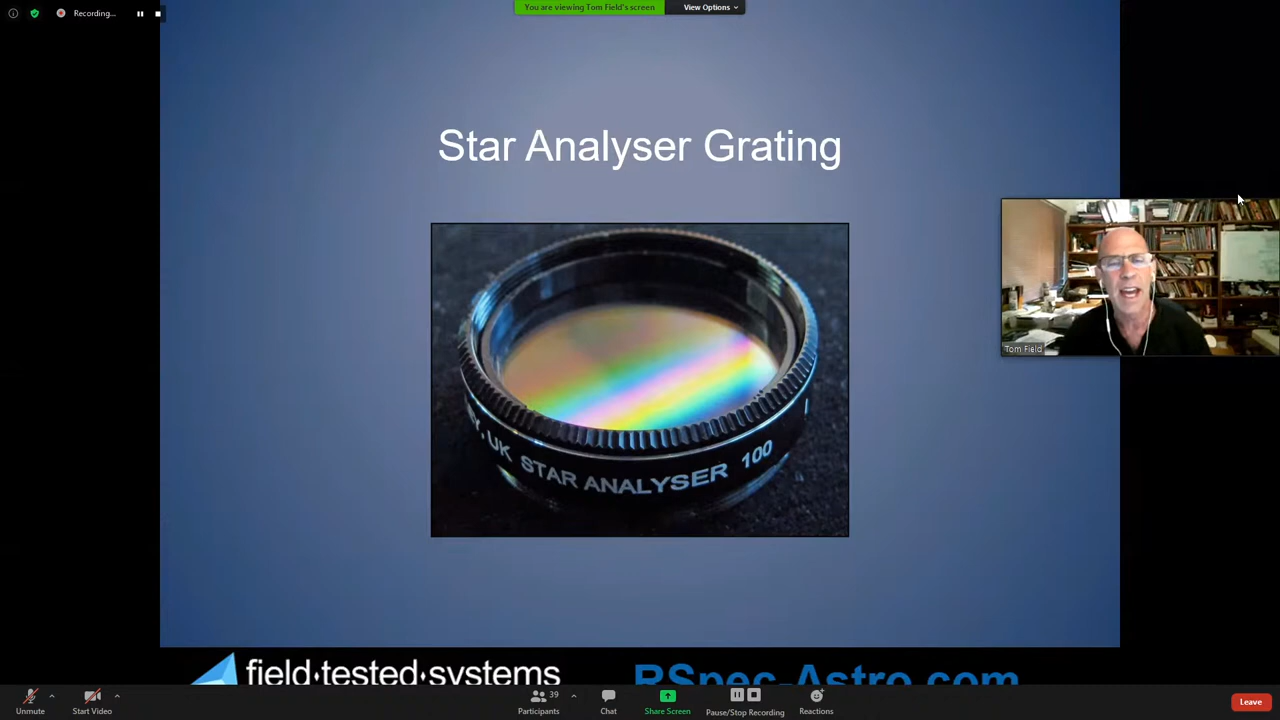 Recording...
You are viewing Tom Field's screen
View Options
Star Analyser Grating
.UK STAR ANALYSER 100
Tom Field
field·tested·systems
RSpec-Astro.com
Unmute
Start Video
39
Participants
Chat
Share Screen
Pause/Stop Recording
Reactions
Leave